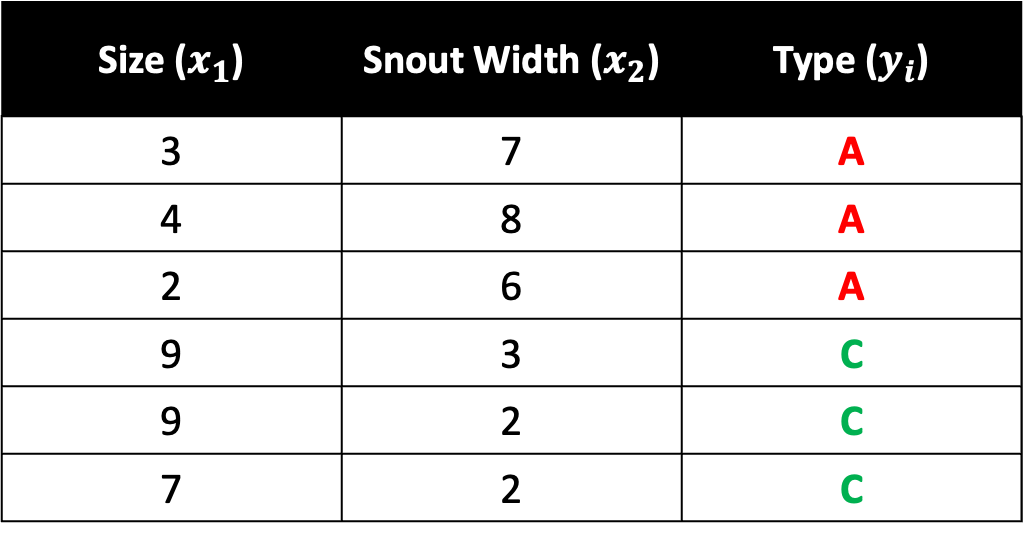 Size (x₁) Snout Width (x₂) Type (yᵢ)
3 7 A
4 8 A
2 6 A
9 3 C
9 2 C
7 2 C